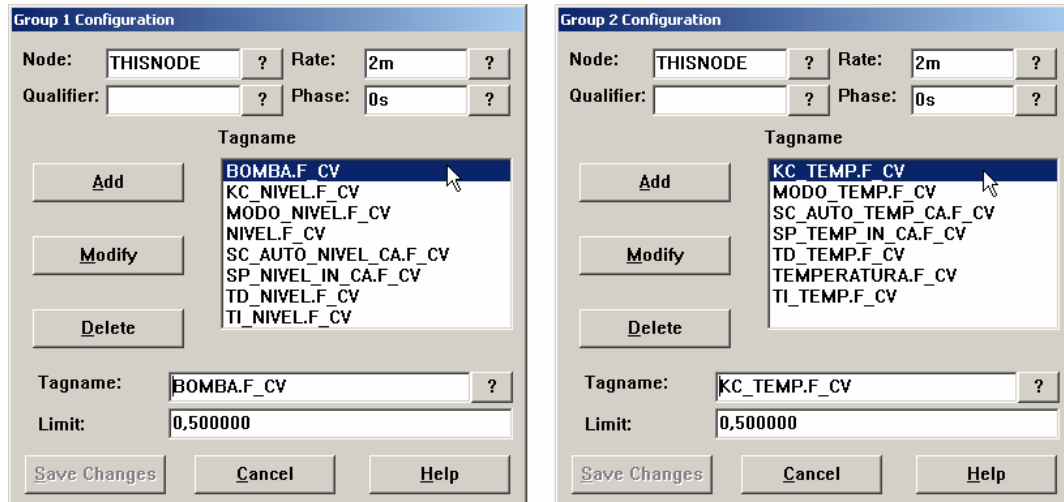 Group 1 Configuration
Node: THISNODE ? Rate: 2m ?
Qualifier: ? Phase: 0s ?
Tagname
Add
Modify
Delete
BOMBA.F_CV
KC_NIVEL.F_CV
MODO_NIVEL.F_CV
NIVEL.F_CV
SC_AUTO_NIVEL_CA.F_CV
SP_NIVEL_IN_CA.F_CV
TD_NIVEL.F_CV
TI_NIVEL.F_CV
Tagname: BOMBA.F_CV ?
Limit: 0,500000
Save Changes Cancel Help
Group 2 Configuration
Node: THISNODE ? Rate: 2m ?
Qualifier: ? Phase: 0s ?
Tagname
Add
Modify
Delete
KC_TEMP.F_CV
MODO_TEMP.F_CV
SC_AUTO_TEMP_CA.F_CV
SP_TEMP_IN_CA.F_CV
TD_TEMP.F_CV
TEMPERATURA.F_CV
TI_TEMP.F_CV
Tagname: KC_TEMP.F_CV ?
Limit: 0,500000
Save Changes Cancel Help